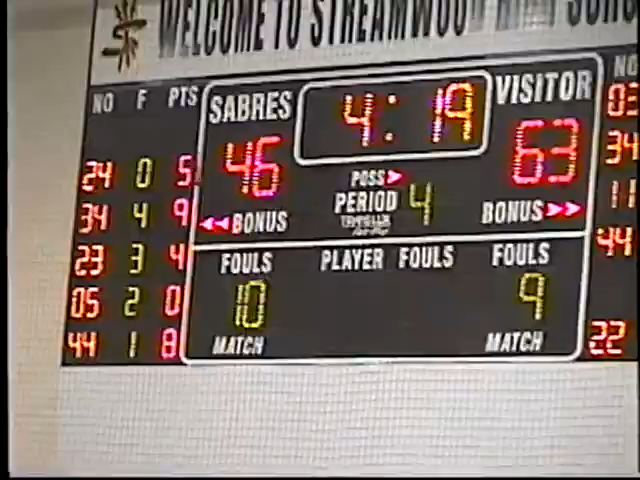 WELCOME TO STREAMWOOD HIGH SCHOO
NO F PTS SABRES 4:19 VISITOR NO
46 63 03
24 0 5 POSS 34
34 4 9 PERIOD 4 11
BONUS BONUS
23 3 4 FOULS PLAYER FOULS FOULS 44
05 2 0 10 9
44 1 8 MATCH MATCH 22